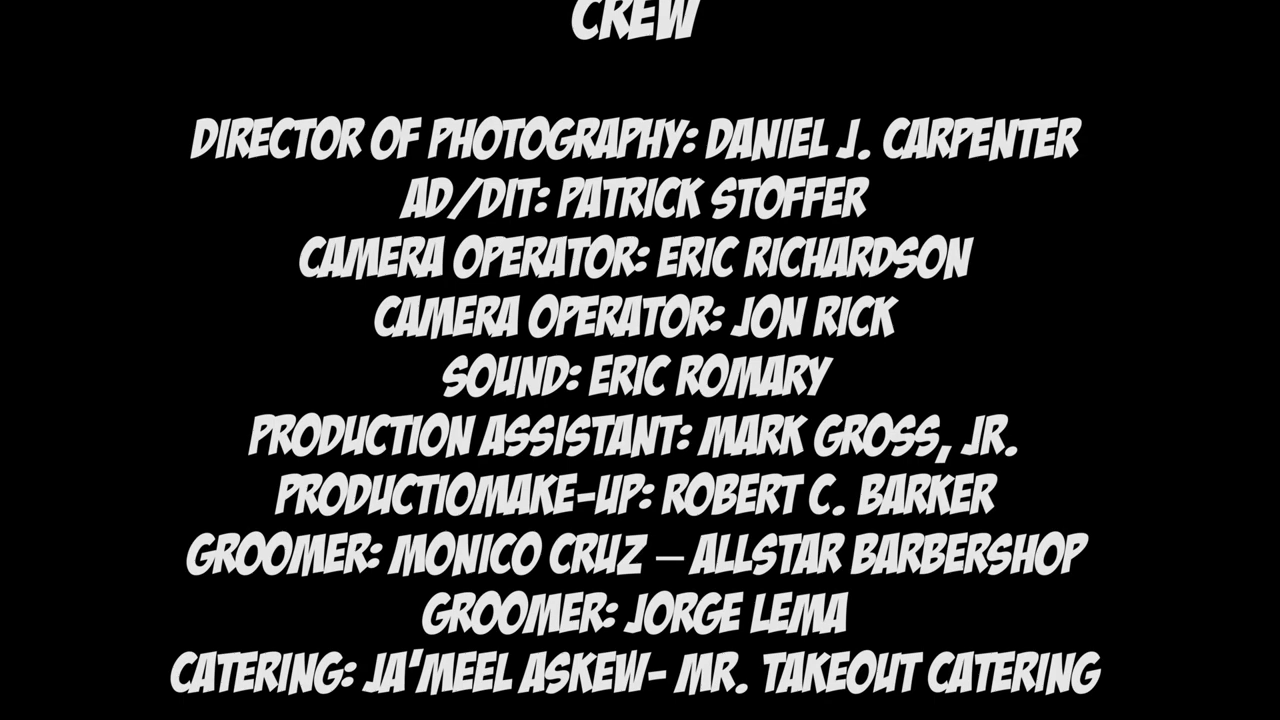 CREW
DIRECTOR OF PHOTOGRAPHY: DANIEL J. CARPENTER
AD/DIT: PATRICK STOFFER
CAMERA OPERATOR: ERIC RICHARDSON
CAMERA OPERATOR: JON RICK
SOUND: ERIC ROMARY
PRODUCTION ASSISTANT: MARK GROSS, JR.
PRODUCTIOMAKE-UP: ROBERT C. BARKER
GROOMER: MONICO CRUZ – ALLSTAR BARBERSHOP
GROOMER: JORGE LEMA
CATERING: JA'MEEL ASKEW- MR. TAKEOUT CATERING